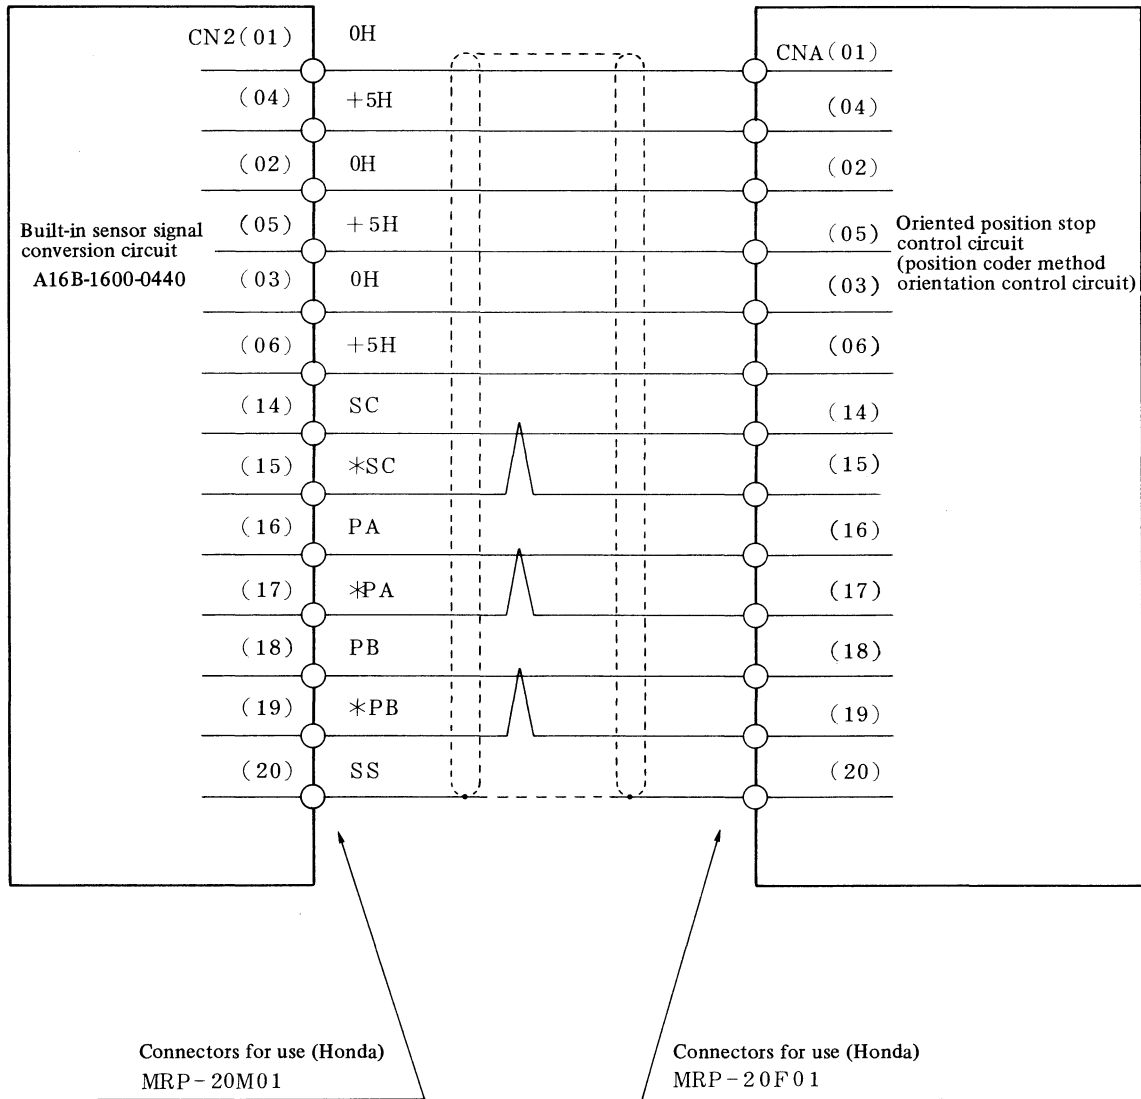 CN2(01) 0H CNA(01)
(04) +5H (04)
(02) 0H (02)
(05) +5H (05)
Built-in sensor signal
conversion circuit
A16B-1600-0440
Oriented position stop
control circuit
(position coder method
orientation control circuit)
(03) 0H (03)
(06) +5H (06)
(14) SC (14)
(15) *SC (15)
(16) PA (16)
(17) *PA (17)
(18) PB (18)
(19) *PB (19)
(20) SS (20)
Connectors for use (Honda)
MRP-20M01
Connectors for use (Honda)
MRP-20F01